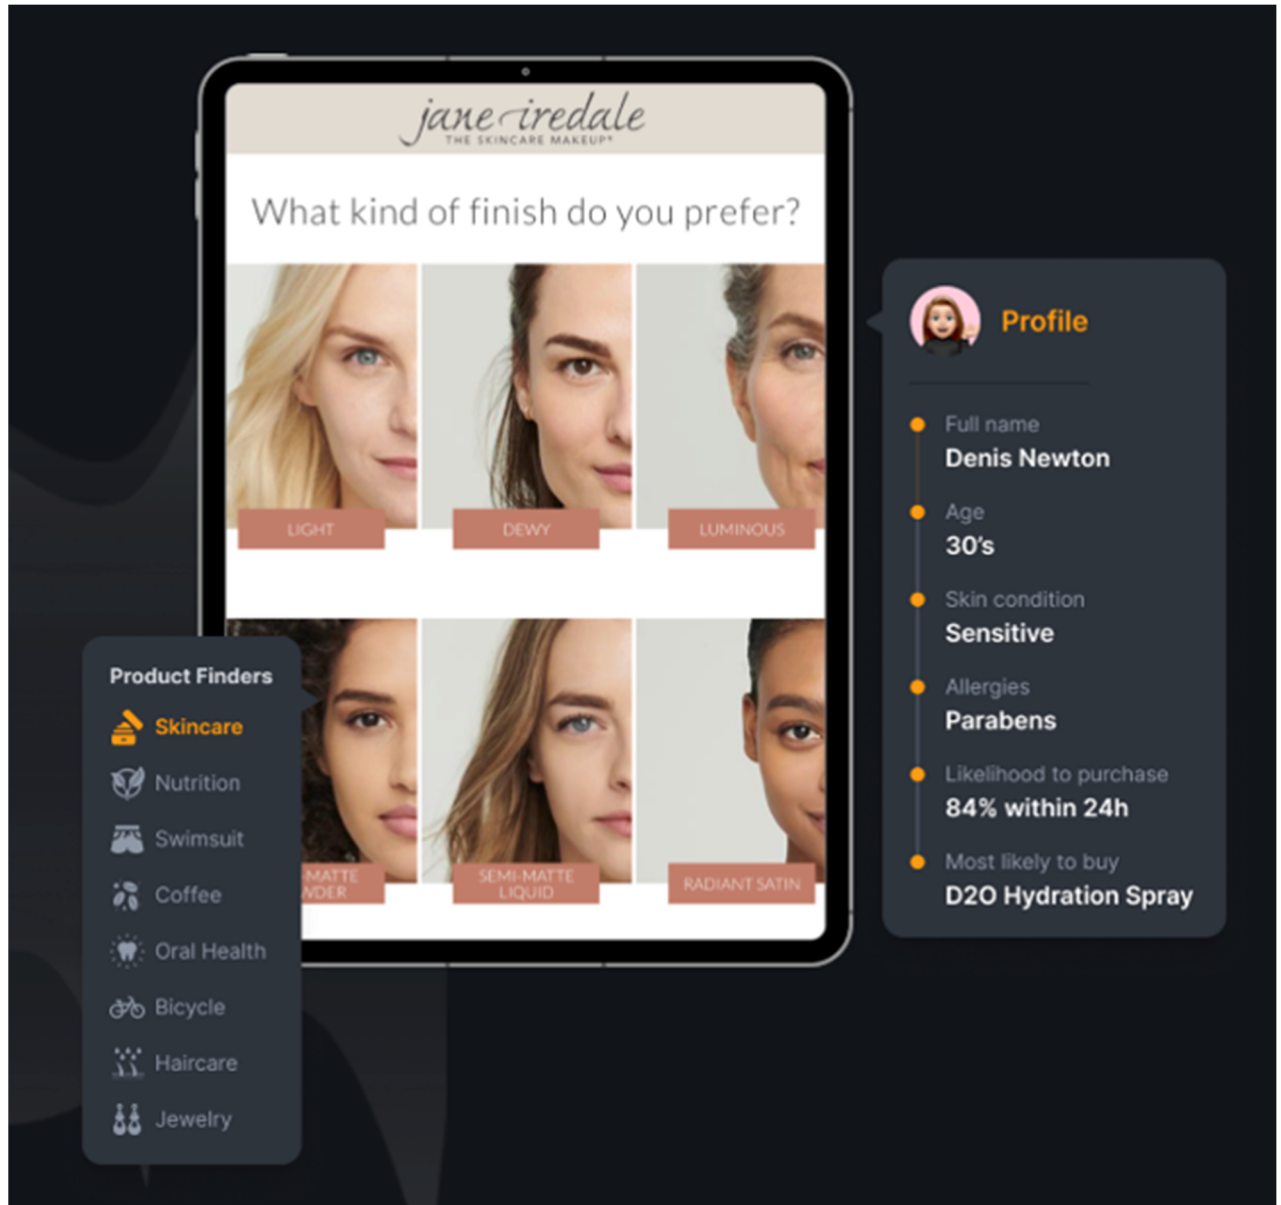 jane iredale
THE SKINCARE MAKEUP®
What kind of finish do you prefer?
LIGHT
DEWY
LUMINOUS
-MATTE
WDER
SEMI-MATTE
LIQUID
RADIANT SATIN
Product Finders
Skincare
Nutrition
Swimsuit
Coffee
Oral Health
Bicycle
Haircare
Jewelry
Profile
Full name
Denis Newton
Age
30's
Skin condition
Sensitive
Allergies
Parabens
Likelihood to purchase
84% within 24h
Most likely to buy
D2O Hydration Spray